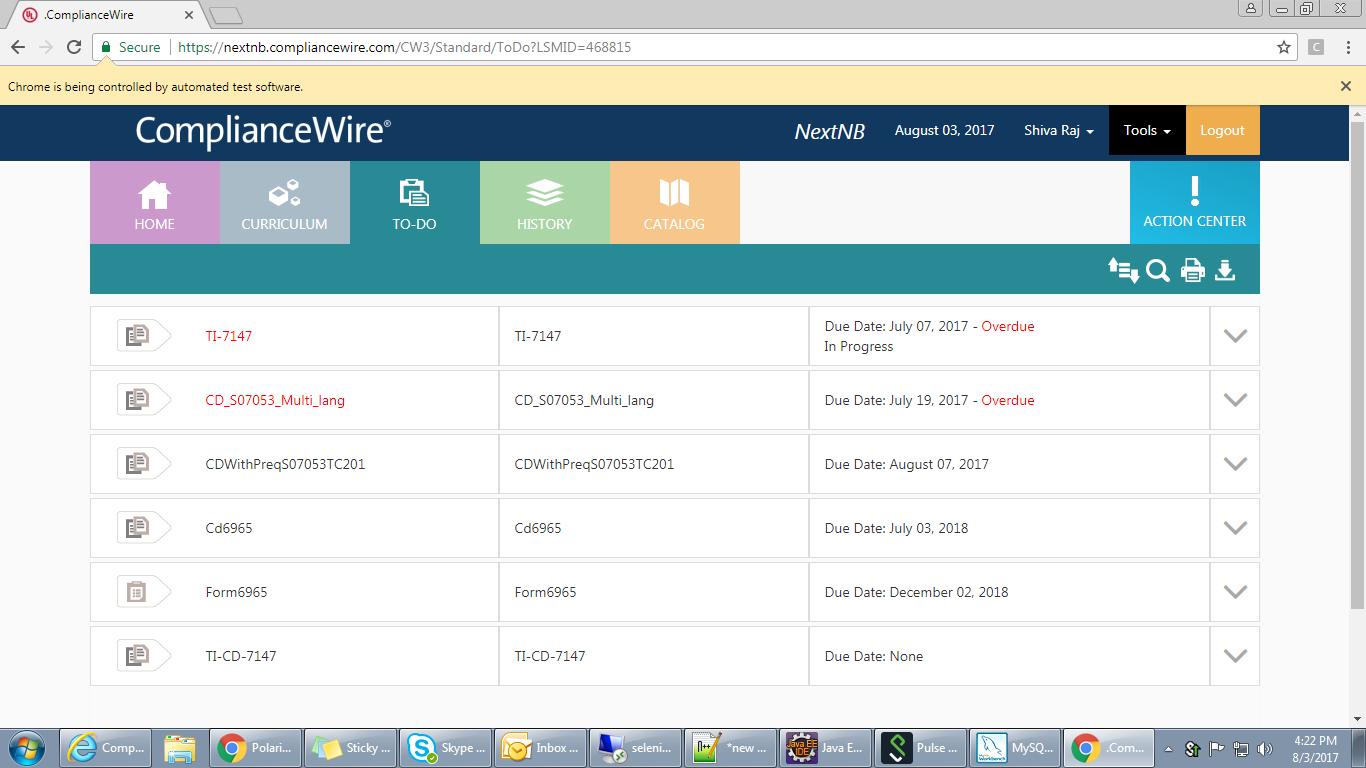 .ComplianceWire
Secure
https://nextnb.compliancewire.com/CW3/Standard/ToDo?LSMID=468815
C
Chrome is being controlled by automated test software.
ComplianceWire®
NextNB
August 03, 2017
Shiva Raj
Tools
Logout
HOME
CURRICULUM
TO-DO
HISTORY
CATALOG
ACTION CENTER
TI-7147
TI-7147
Due Date: July 07, 2017 - Overdue
In Progress
CD_S07053_Multi_lang
CD_S07053_Multi_lang
Due Date: July 19, 2017 - Overdue
CDWithPreqS07053TC201
CDWithPreqS07053TC201
Due Date: August 07, 2017
Cd6965
Cd6965
Due Date: July 03, 2018
Form6965
Form6965
Due Date: December 02, 2018
TI-CD-7147
TI-CD-7147
Due Date: None
Comp...
Polari...
Sticky ...
Skype ...
Inbox ...
seleni...
*new ...
Java EE IDE
Java E...
Pulse ...
MySQL Workbench
MySQ...
.Com...
4:22 PM
8/3/2017